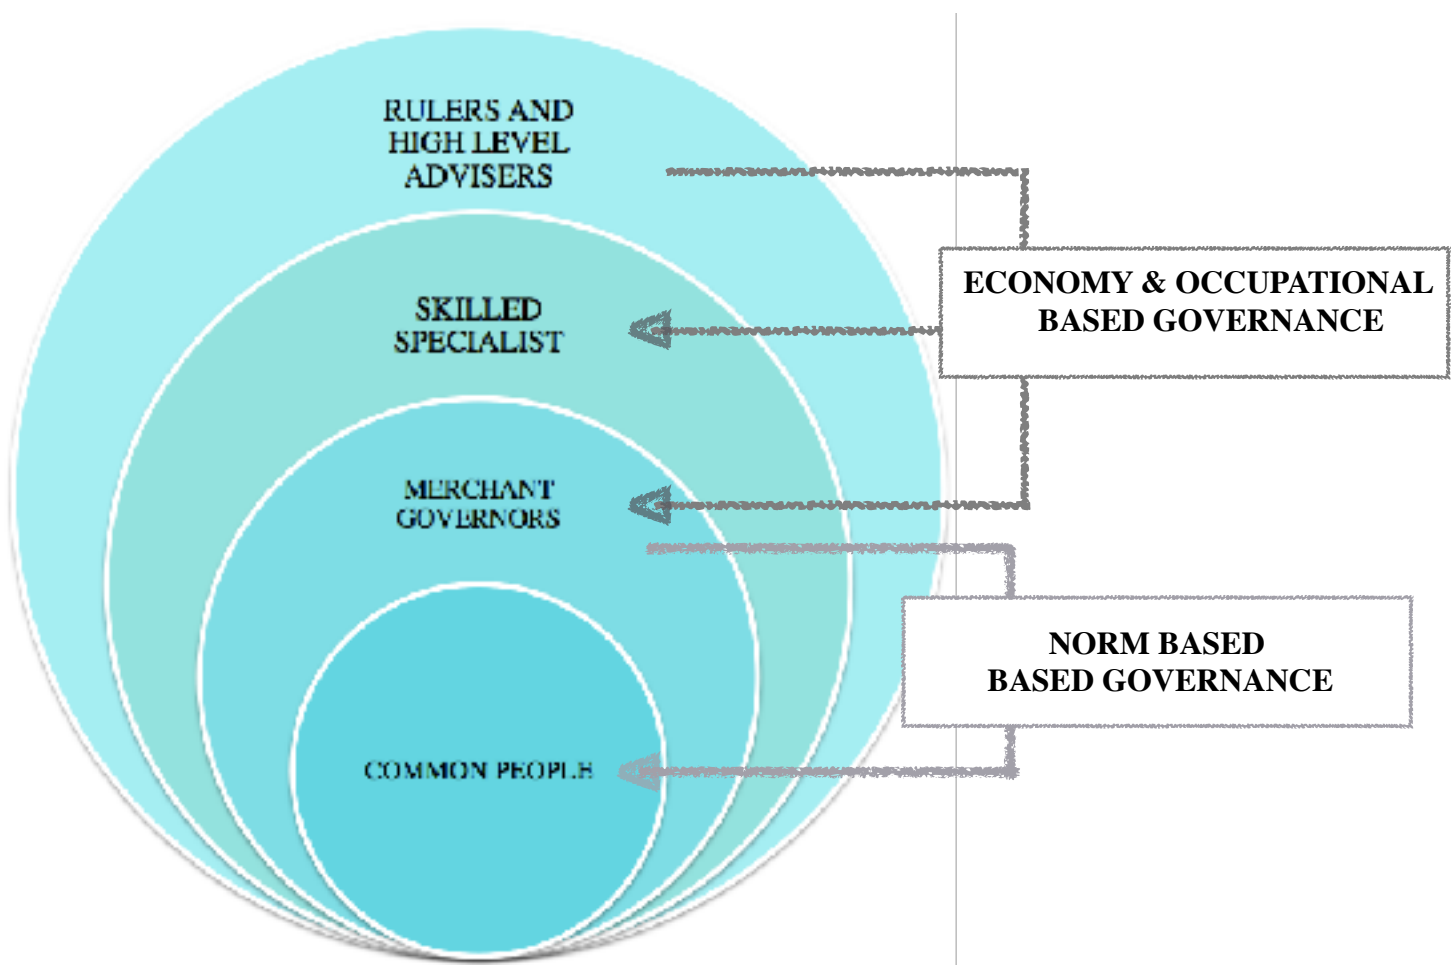 RULERS AND
HIGH LEVEL
ADVISERS
SKILLED
SPECIALIST
MERCHANT
GOVERNORS
COMMON PEOPLE
ECONOMY & OCCUPATIONAL
BASED GOVERNANCE
NORM BASED
BASED GOVERNANCE